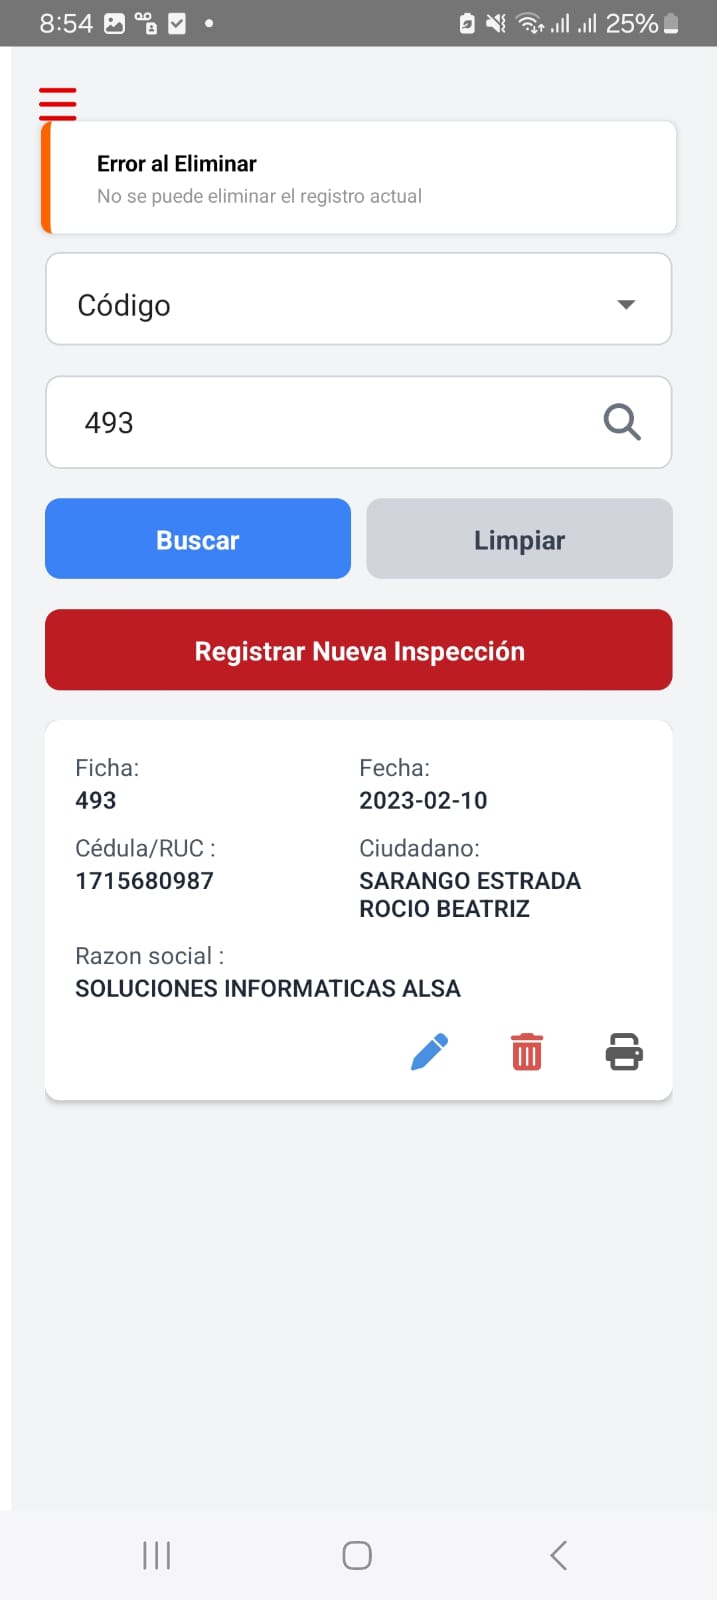 8:54
25%
Error al Eliminar
No se puede eliminar el registro actual
Código
493
Buscar
Limpiar
Registrar Nueva Inspección
Ficha:
493
Fecha:
2023-02-10
Cédula/RUC :
1715680987
Ciudadano:
SARANGO ESTRADA
ROCIO BEATRIZ
Razon social :
SOLUCIONES INFORMATICAS ALSA